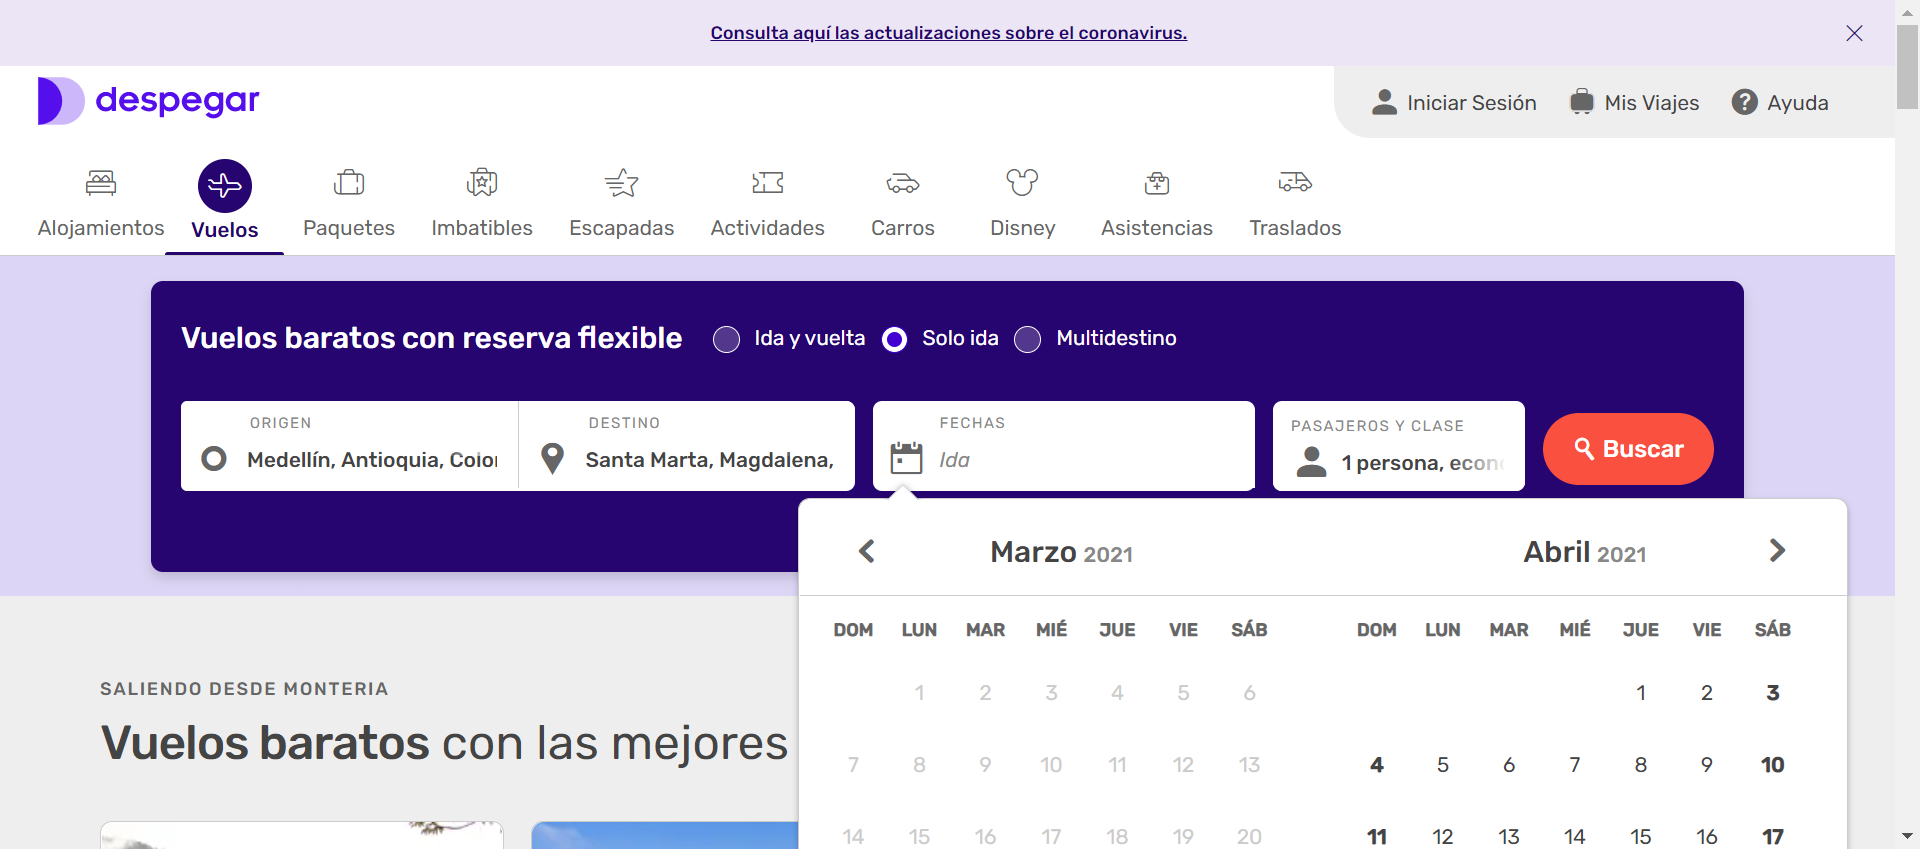 Consulta aquí las actualizaciones sobre el coronavirus.
despegar
Iniciar Sesión Mis Viajes Ayuda
Alojamientos Vuelos Paquetes Imbatibles Escapadas Actividades Carros Disney Asistencias Traslados
Vuelos baratos con reserva flexible Ida y vuelta Solo ida Multidestino
ORIGEN DESTINO FECHAS PASAJEROS Y CLASE
Medellín, Antioquia, Santa Marta, Magdalena, Ida 1 persona, Buscar
Marzo 2021 Abril 2021
DOM LUN MAR MIÉ JUE VIE SÁB DOM LUN MAR MIÉ JUE VIE SÁB
1 2 3 4 5 6 1 2 3
7 8 9 10 11 12 13 4 5 6 7 8 9 10
14 15 16 17 18 19 20 11 12 13 14 15 16 17
SALIENDO DESDE MONTERIA
Vuelos baratos con las mejores